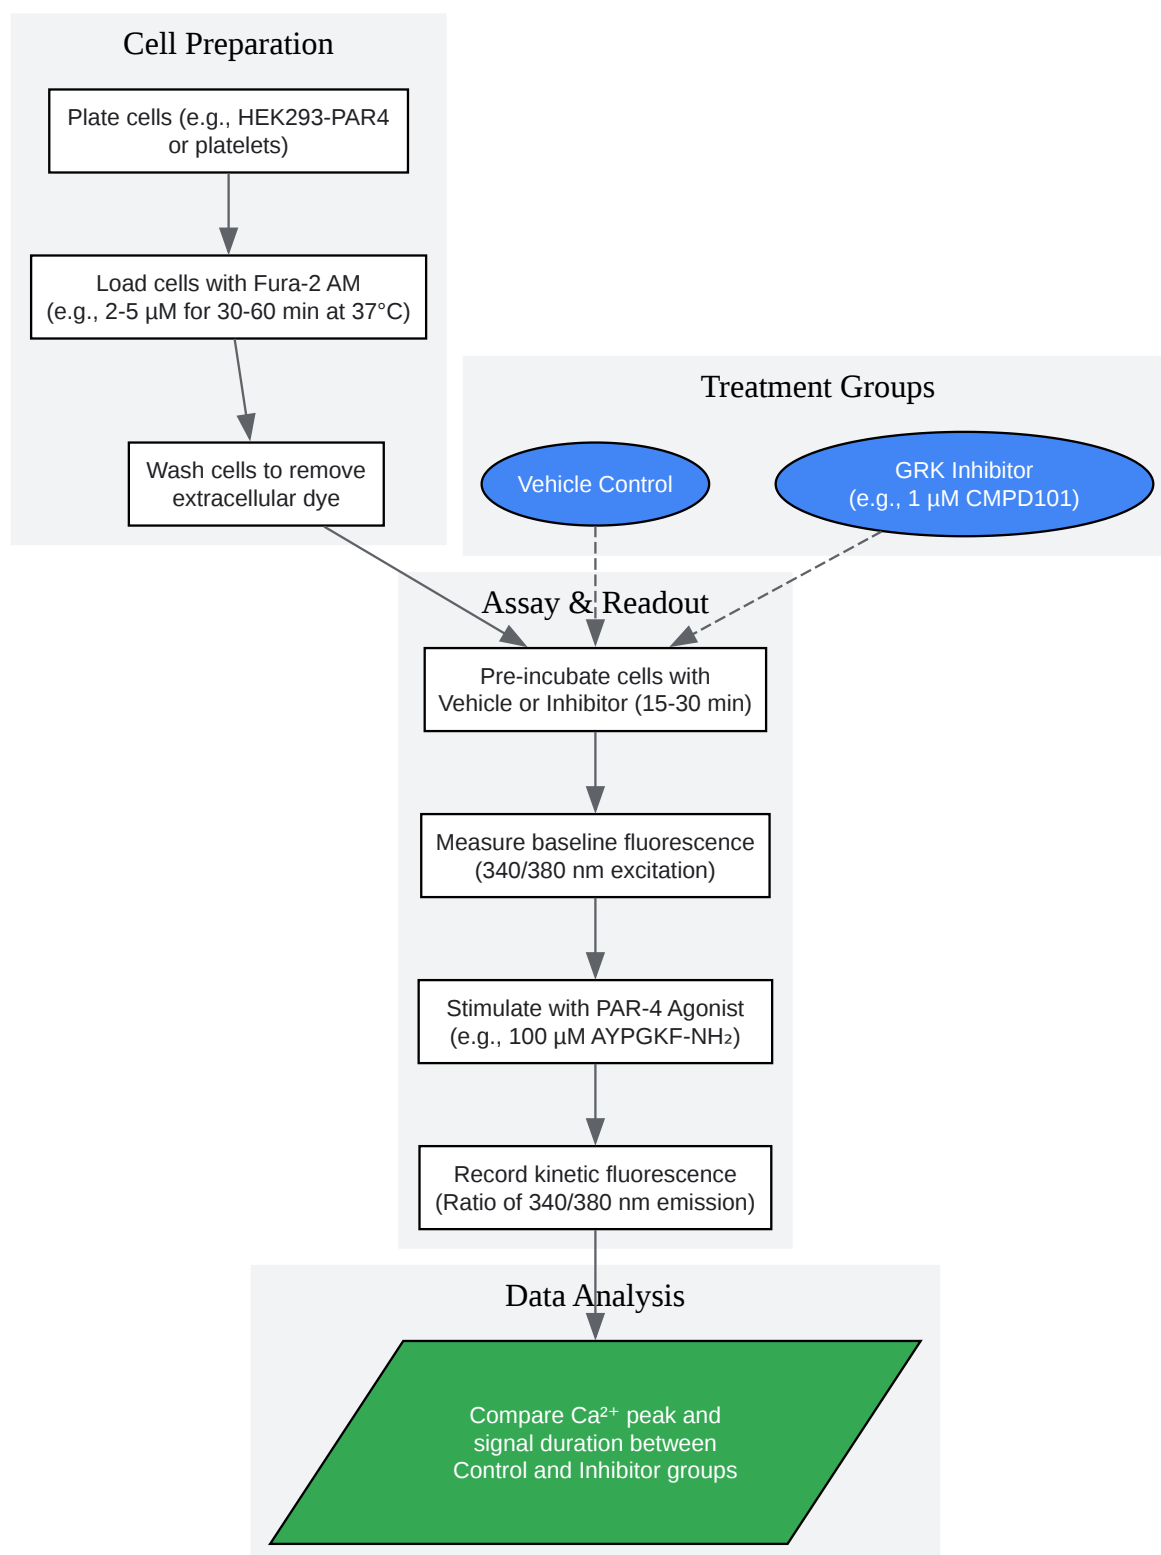 Cell Preparation
Plate cells (e.g., HEK293-PAR4
or platelets)
Load cells with Fura-2 AM
(e.g., 2-5 µM for 30-60 min at 37°C)
Wash cells to remove
extracellular dye
Treatment Groups
Vehicle Control
GRK Inhibitor
(e.g., 1 µM CMPD101)
Assay & Readout
Pre-incubate cells with
Vehicle or Inhibitor (15-30 min)
Measure baseline fluorescence
(340/380 nm excitation)
Stimulate with PAR-4 Agonist
(e.g., 100 µM AYPGKF-NH₂)
Record kinetic fluorescence
(Ratio of 340/380 nm emission)
Data Analysis
Compare Ca²⁺ peak and
signal duration between
Control and Inhibitor groups